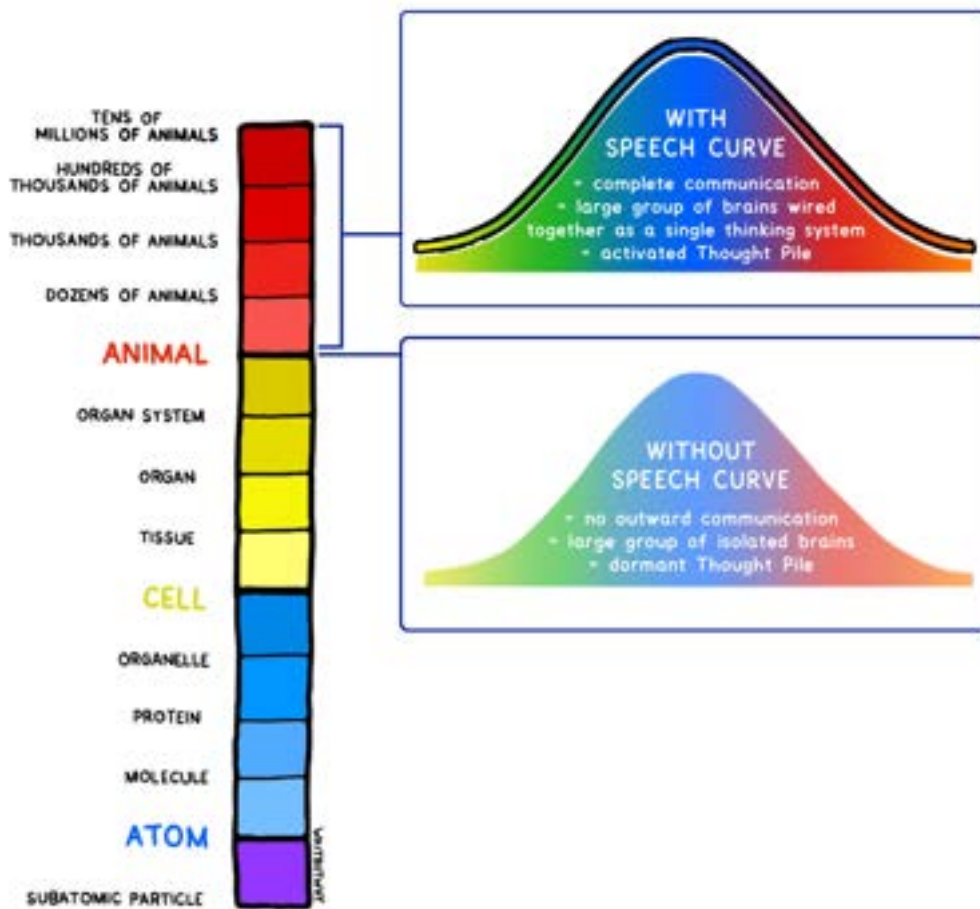 TENS OF
MILLIONS OF ANIMALS
HUNDREDS OF
THOUSANDS OF ANIMALS
THOUSANDS OF ANIMALS
DOZENS OF ANIMALS
ANIMAL
ORGAN SYSTEM
ORGAN
TISSUE
CELL
ORGANELLE
PROTEIN
MOLECULE
ATOM
SUBATOMIC PARTICLE
WAITBUTWHY
WITH
SPEECH CURVE
- complete communication
- large group of brains wired
together as a single thinking system
- activated Thought Pile
WITHOUT
SPEECH CURVE
- no outward communication
- large group of isolated brains
- dormant Thought Pile